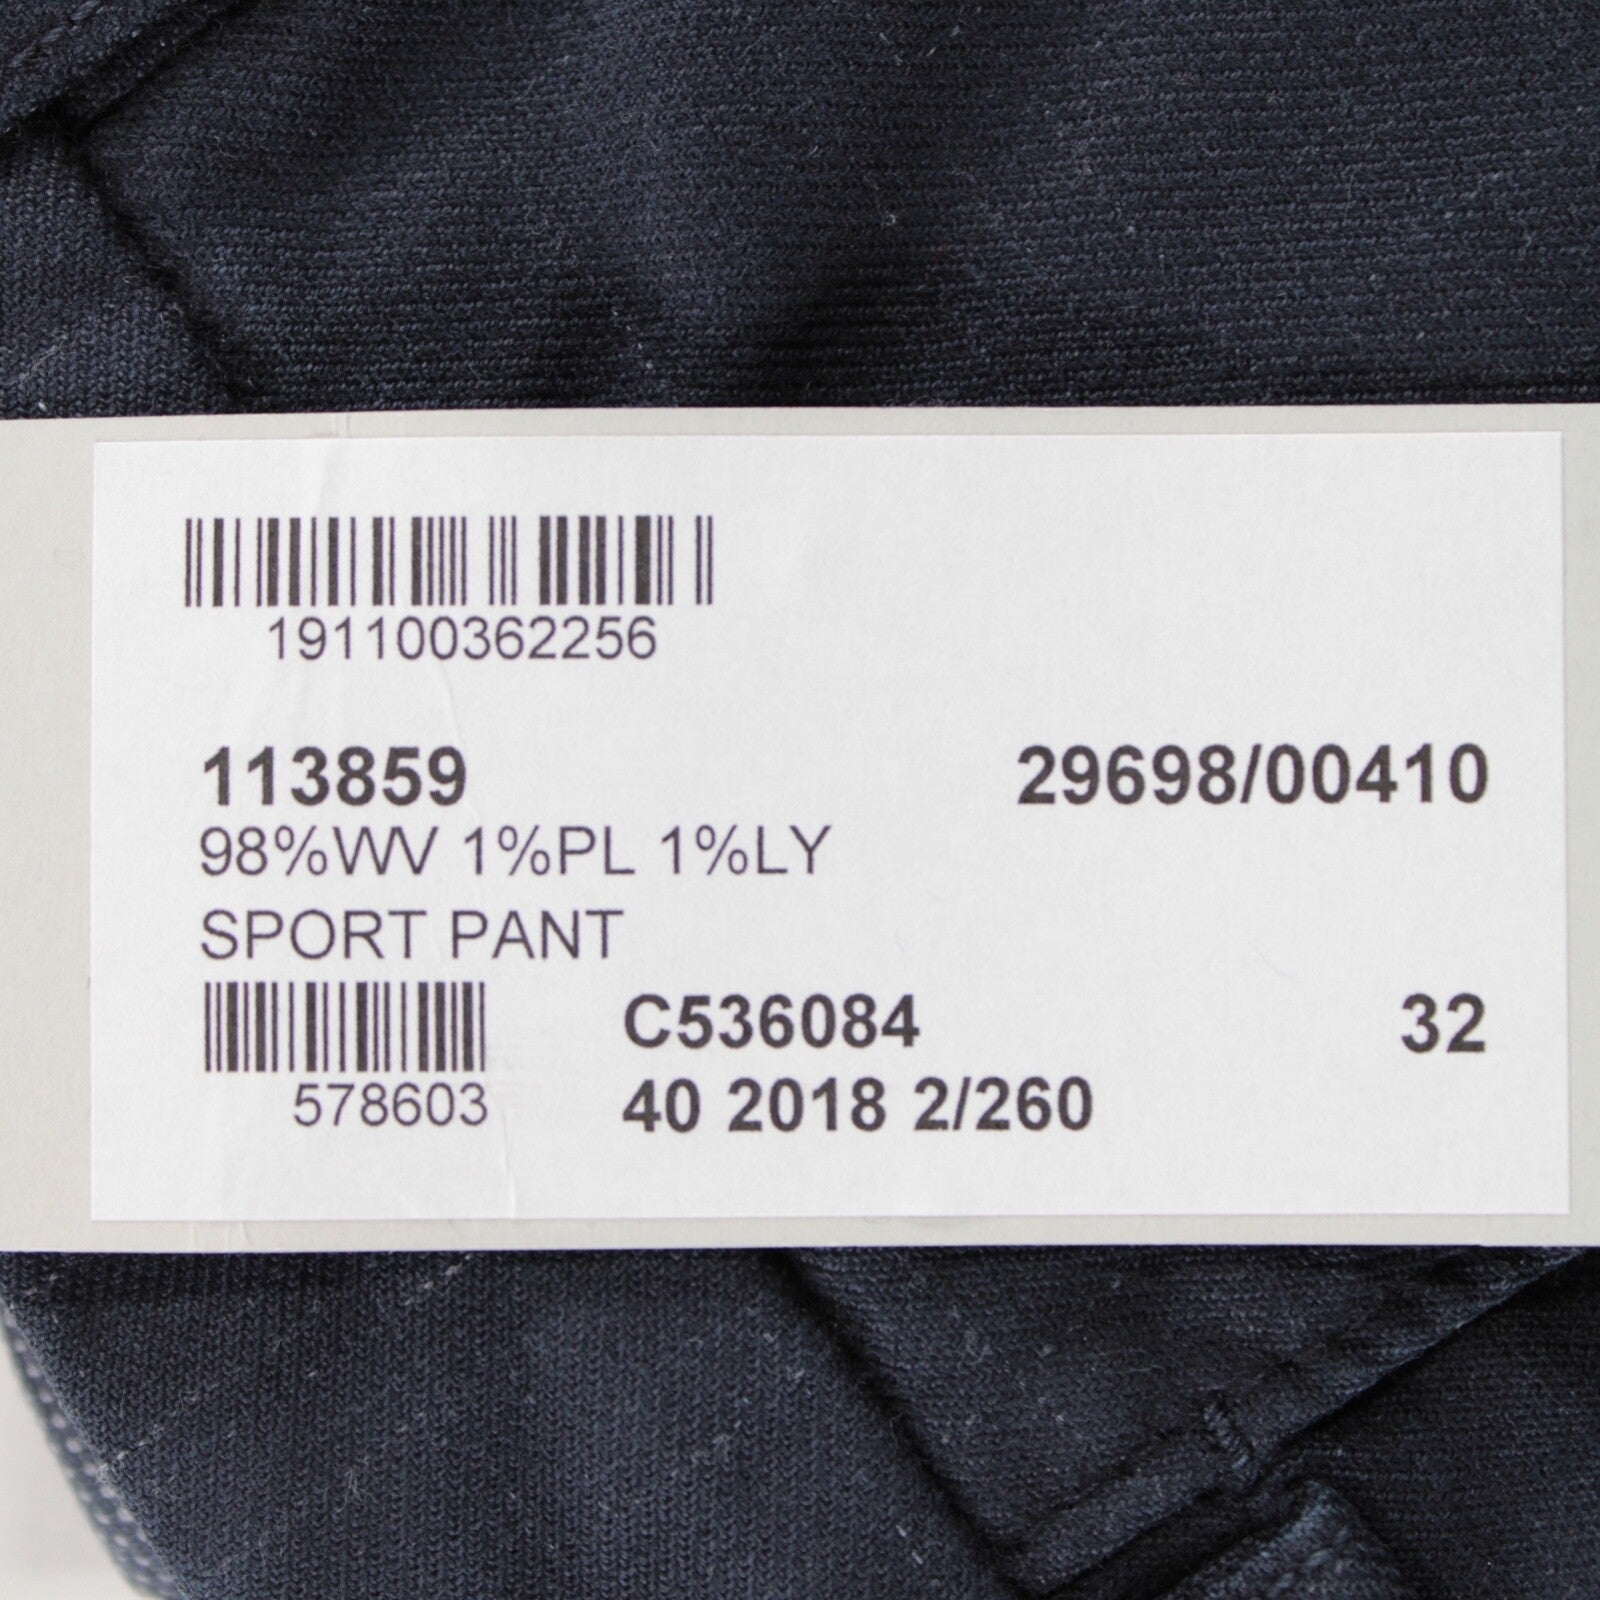 191100362256
113859 29698/00410
98%WV 1%PL 1%LY
SPORT PANT
C536084 32
578603 40 2018 2/260